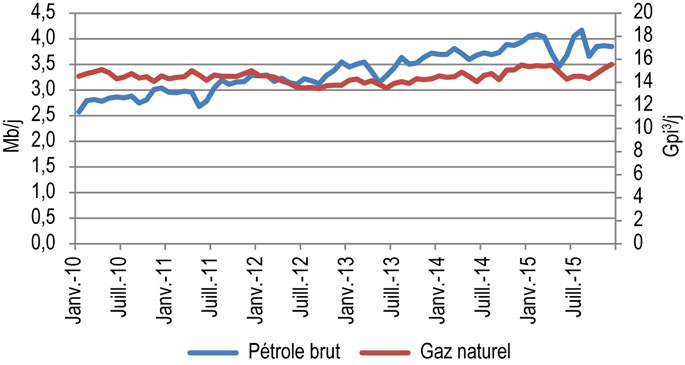 4,5
4,0
3,5
3,0
2,5
2,0
1,5
1,0
0,5
0,0
Mb/j
20
18
16
14
12
10
8
6
4
2
0
Gpi³/j
Janv.-10
Juill.-10
Janv.-11
Juill.-11
Janv.-12
Juill.-12
Janv.-13
Juill.-13
Janv.-14
Juill.-14
Janv.-15
Juill.-15
Pétrole brut
Gaz naturel